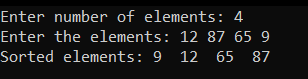 Enter number of elements: 4
Enter the elements: 12 87 65 9
Sorted elements: 9  12  65  87